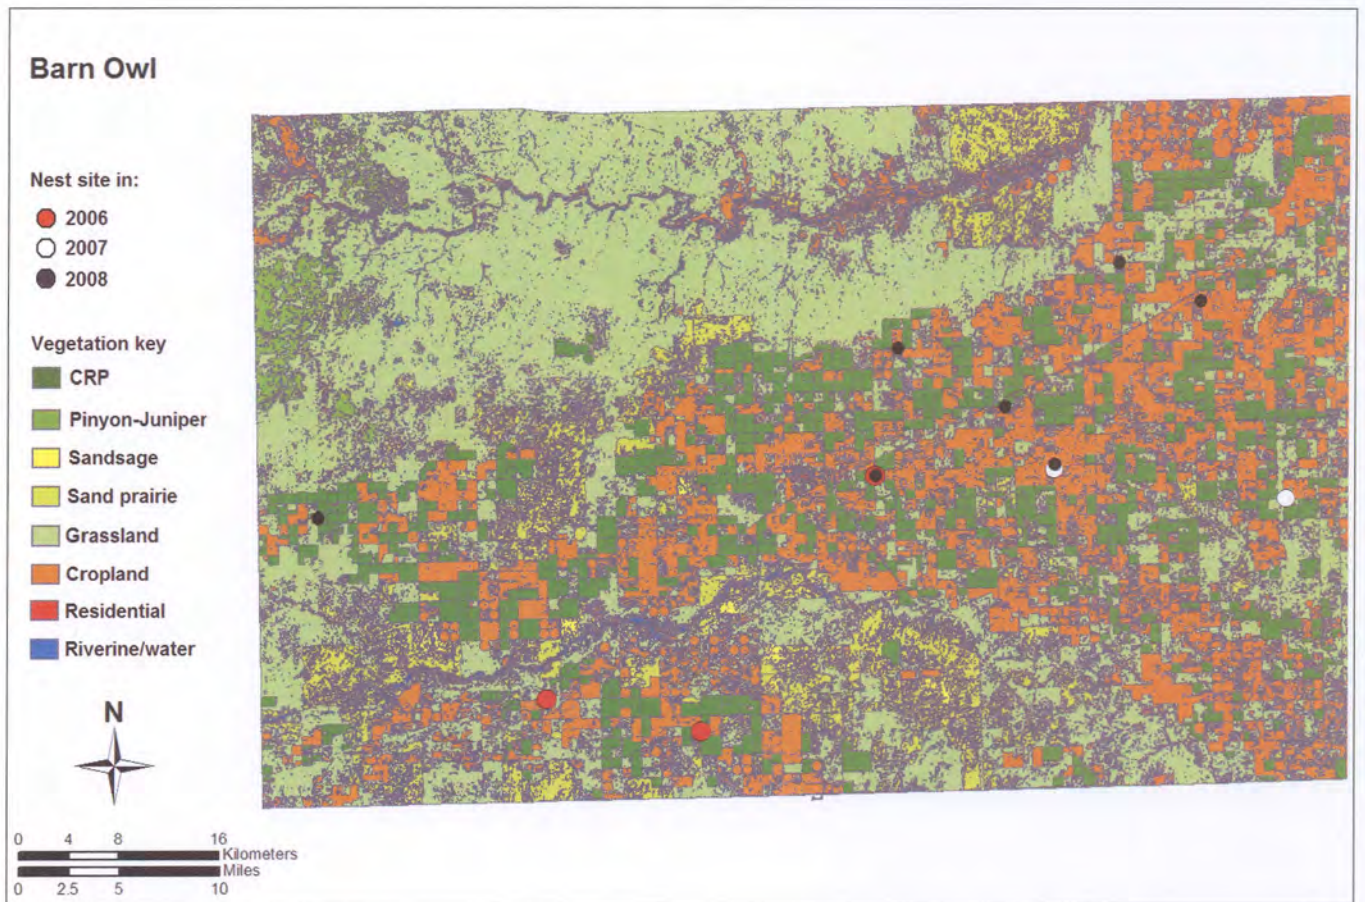 Barn Owl
Nest site in:
2006
2007
2008
Vegetation key
CRP
Pinyon-Juniper
Sandsage
Sand prairie
Grassland
Cropland
Residential
Riverine/water
N
0 4 8 16
Kilometers
Miles
0 2.5 5 10